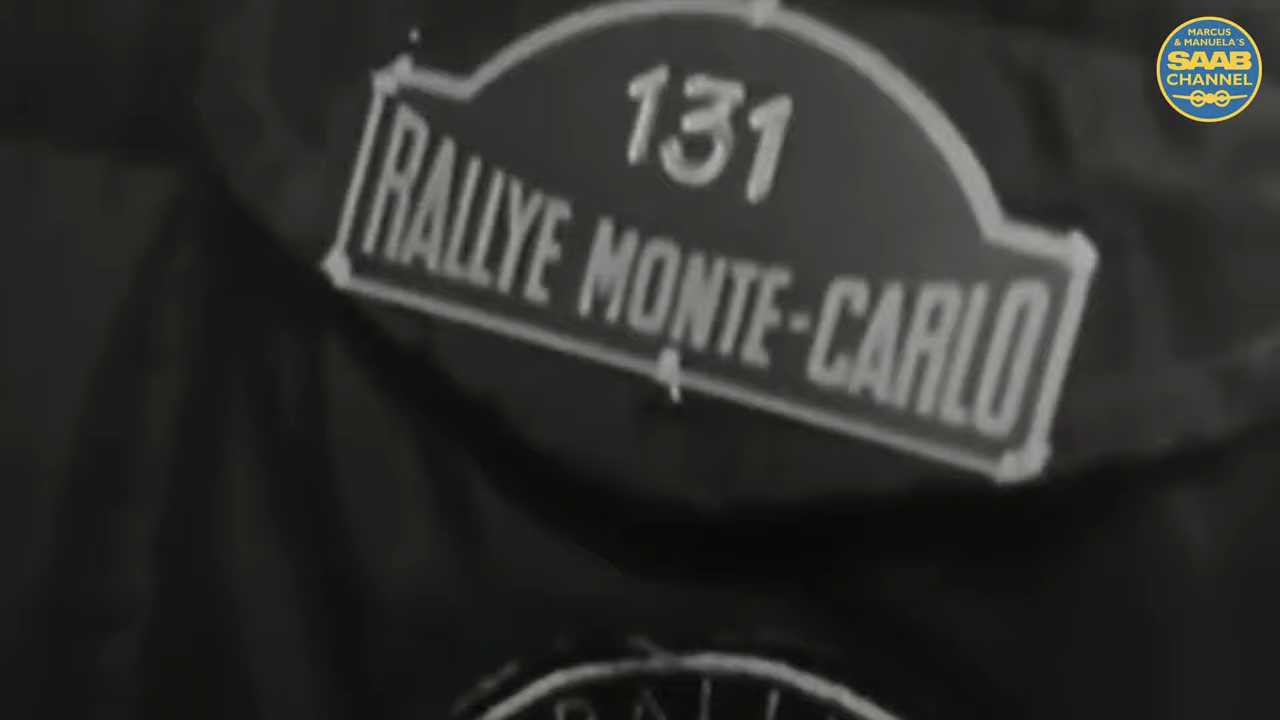 MARCUS
& MANUELA'S
SAAB
CHANNEL
131
RALLYE MONTE-CARLO